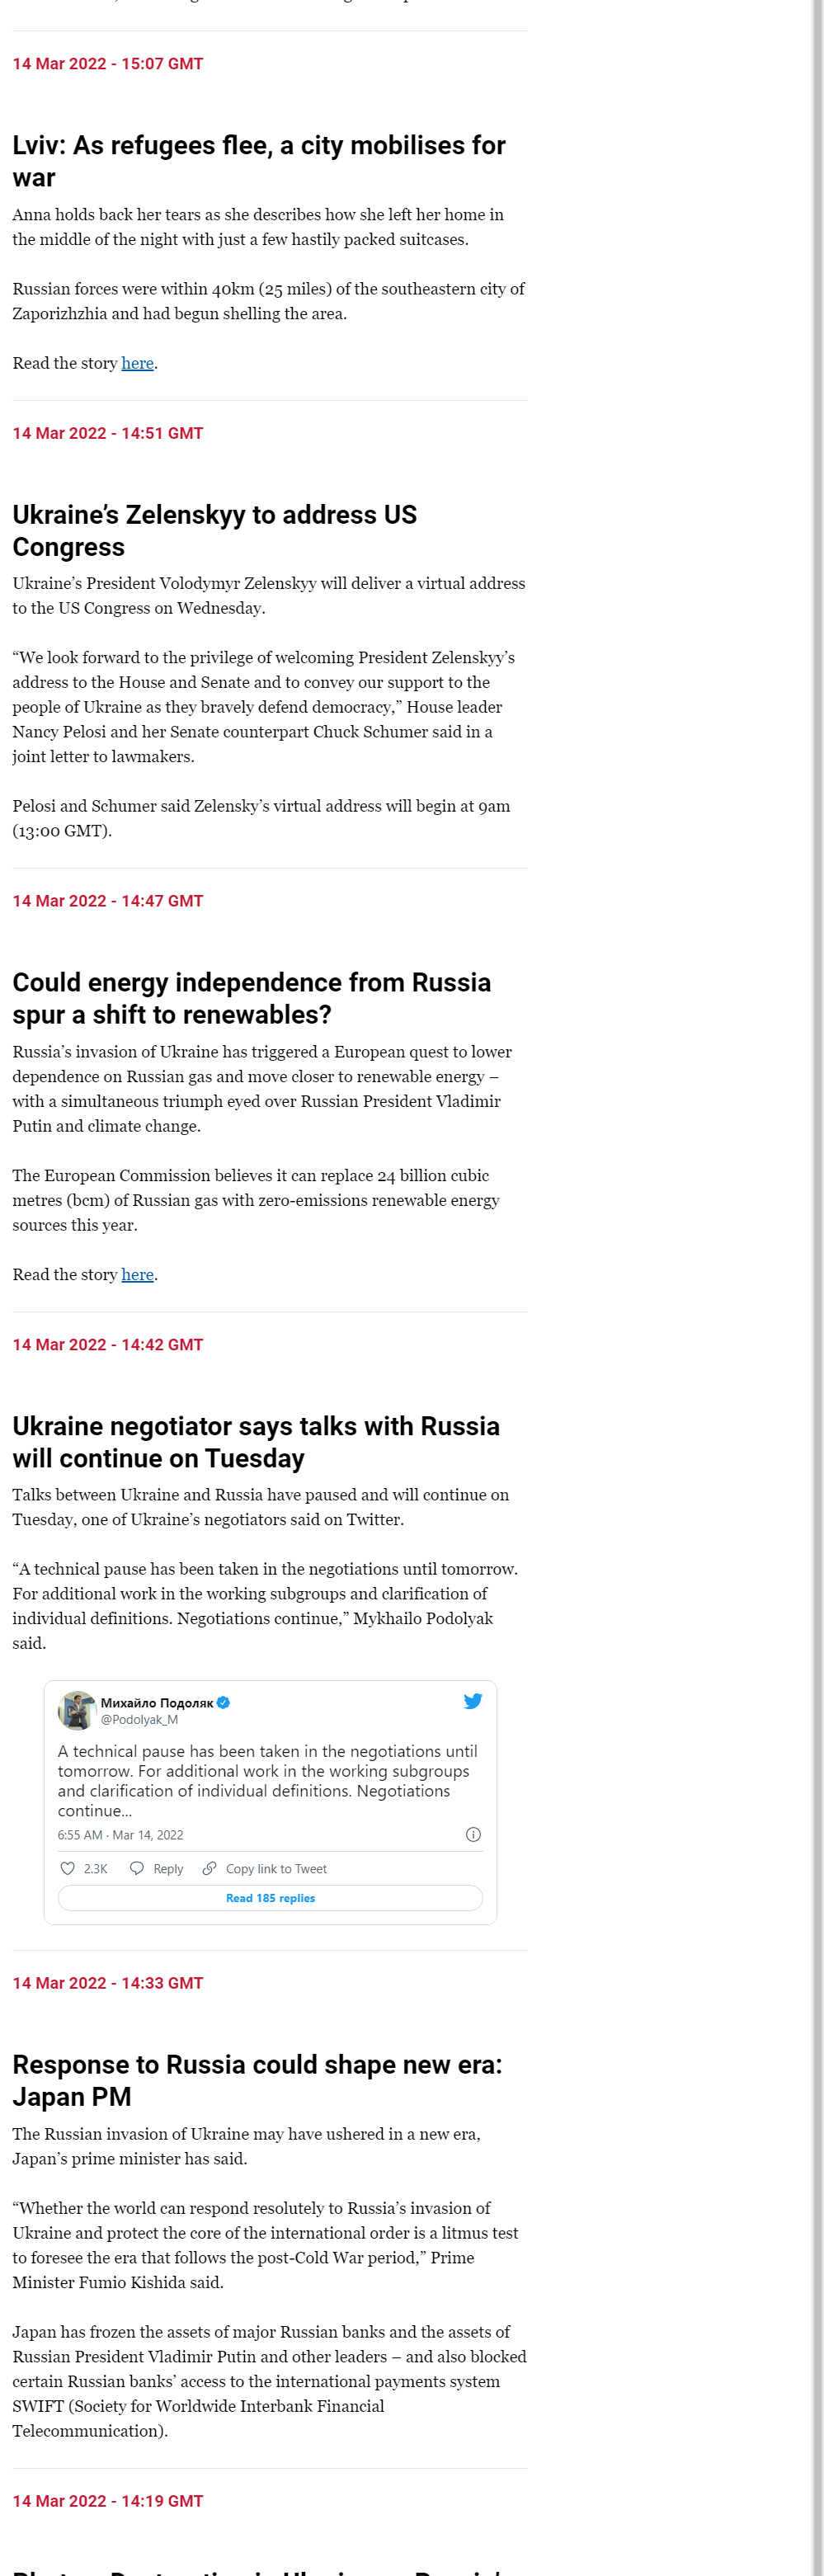 14 Mar 2022 - 15:07 GMT
Lviv: As refugees flee, a city mobilises for
war
Anna holds back her tears as she describes how she left her home in
the middle of the night with just a few hastily packed suitcases.
Russian forces were within 40km (25 miles) of the southeastern city of
Zaporizhzhia and had begun shelling the area.
Read the story here.
14 Mar 2022 - 14:51 GMT
Ukraine’s Zelenskyy to address US
Congress
Ukraine’s President Volodymyr Zelenskyy will deliver a virtual address
to the US Congress on Wednesday.
“We look forward to the privilege of welcoming President Zelenskyy’s
address to the House and Senate and to convey our support to the
people of Ukraine as they bravely defend democracy,” House leader
Nancy Pelosi and her Senate counterpart Chuck Schumer said in a
joint letter to lawmakers.
Pelosi and Schumer said Zelensky’s virtual address will begin at 9am
(13:00 GMT).
14 Mar 2022 - 14:47 GMT
Could energy independence from Russia
spur a shift to renewables?
Russia’s invasion of Ukraine has triggered a European quest to lower
dependence on Russian gas and move closer to renewable energy –
with a simultaneous triumph eyed over Russian President Vladimir
Putin and climate change.
The European Commission believes it can replace 24 billion cubic
metres (bcm) of Russian gas with zero-emissions renewable energy
sources this year.
Read the story here.
14 Mar 2022 - 14:42 GMT
Ukraine negotiator says talks with Russia
will continue on Tuesday
Talks between Ukraine and Russia have paused and will continue on
Tuesday, one of Ukraine’s negotiators said on Twitter.
“A technical pause has been taken in the negotiations until tomorrow.
For additional work in the working subgroups and clarification of
individual definitions. Negotiations continue,” Mykhailo Podolyak
said.
Михайло Подоляк
@Podolyak_M
A technical pause has been taken in the negotiations until
tomorrow. For additional work in the working subgroups
and clarification of individual definitions. Negotiations
continue...
6:55 AM · Mar 14, 2022
2.3K Reply Copy link to Tweet
Read 185 replies
14 Mar 2022 - 14:33 GMT
Response to Russia could shape new era:
Japan PM
The Russian invasion of Ukraine may have ushered in a new era,
Japan’s prime minister has said.
“Whether the world can respond resolutely to Russia’s invasion of
Ukraine and protect the core of the international order is a litmus test
to foresee the era that follows the post-Cold War period,” Prime
Minister Fumio Kishida said.
Japan has frozen the assets of major Russian banks and the assets of
Russian President Vladimir Putin and other leaders – and also blocked
certain Russian banks’ access to the international payments system
SWIFT (Society for Worldwide Interbank Financial
Telecommunication).
14 Mar 2022 - 14:19 GMT